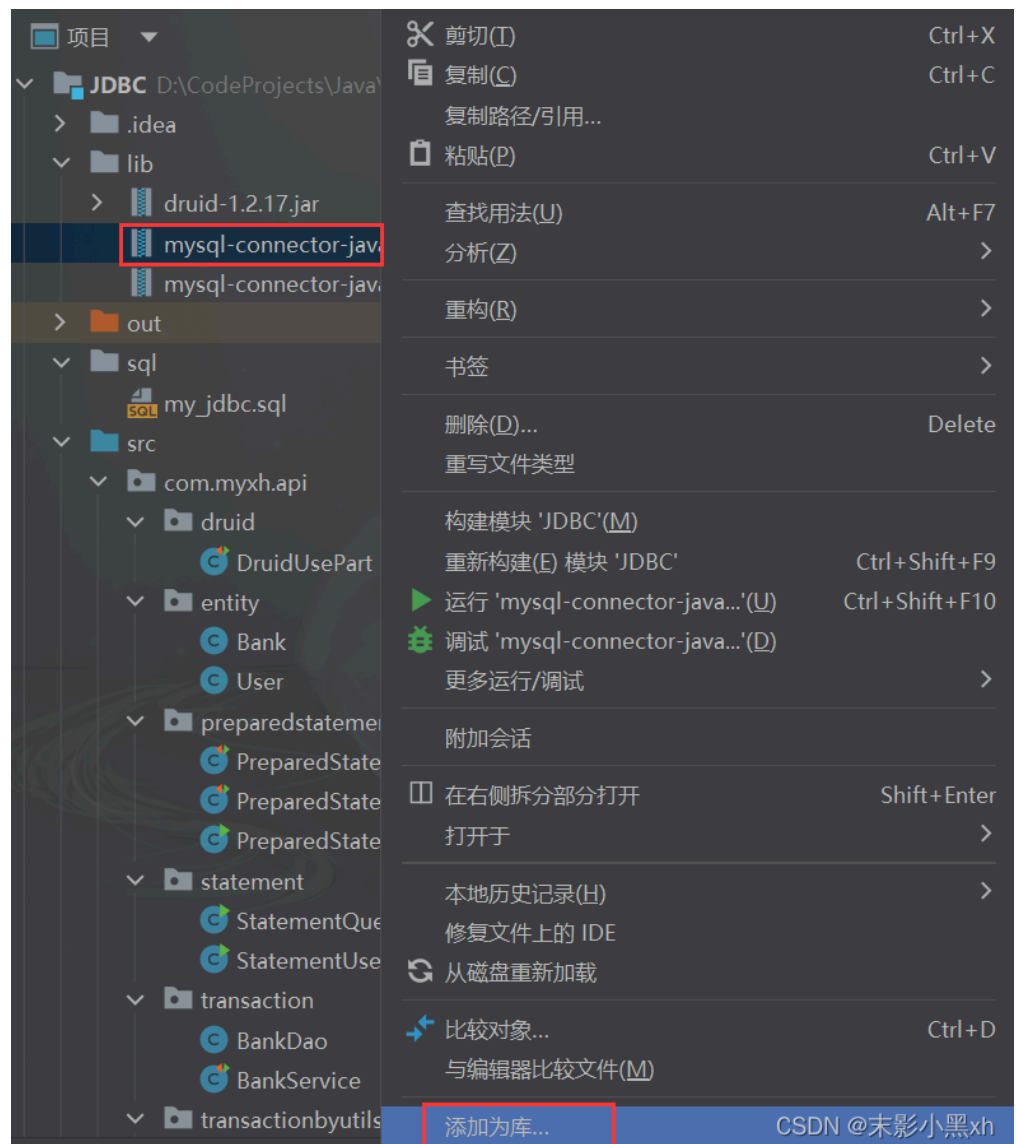 项目
JDBC D:\CodeProjects\Java\
.idea
lib
druid-1.2.17.jar
mysql-connector-java
mysql-connector-java
out
sql
SQL my_jdbc.sql
src
com.myxh.api
druid
DruidUsePart
entity
Bank
User
preparedstatemen
PreparedState
PreparedState
PreparedState
statement
StatementQue
StatementUse
transaction
BankDao
BankService
transactionbyutils
剪切(T) Ctrl+X
复制(C) Ctrl+C
复制路径/引用...
粘贴(P) Ctrl+V
查找用法(U) Alt+F7
分析(Z)
重构(R)
书签
删除(D)... Delete
重写文件类型
构建模块 'JDBC'(M)
重新构建(E) 模块 'JDBC' Ctrl+Shift+F9
运行 'mysql-connector-java...'(U) Ctrl+Shift+F10
调试 'mysql-connector-java...'(D)
更多运行/调试
附加会话
在右侧拆分部分打开 Shift+Enter
打开于
本地历史记录(H)
修复文件上的 IDE
从磁盘重新加载
比较对象... Ctrl+D
与编辑器比较文件(M)
添加为库...
CSDN @末影小黑xh